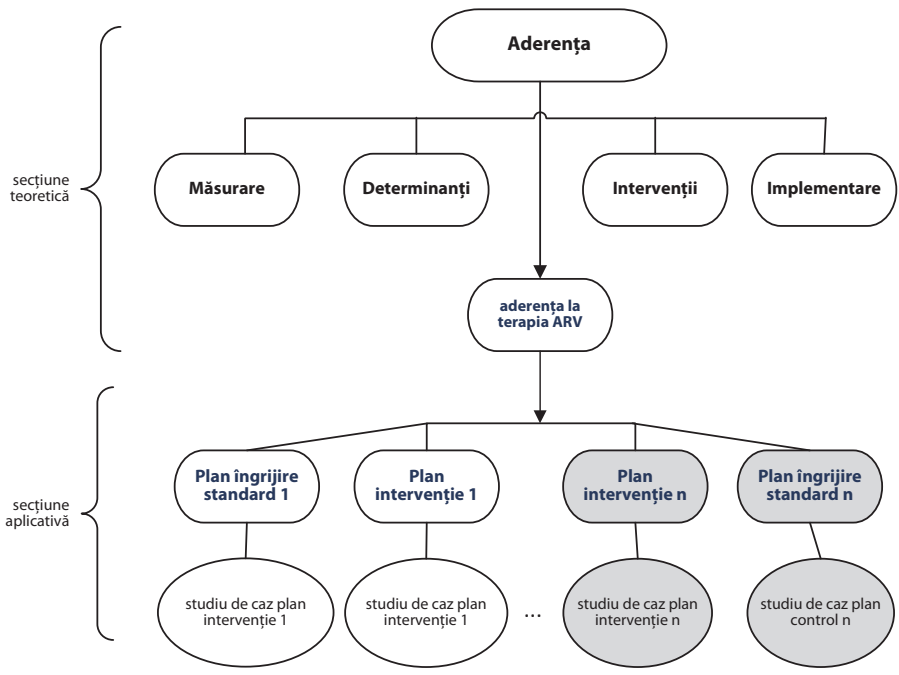 Aderența
secțiune
teoretică
Măsurare
Determinanți
Intervenții
Implementare
aderența la
terapia ARV
secțiune
aplicativă
Plan îngrijire
standard 1
Plan
intervenție 1
Plan
intervenție n
Plan îngrijire
standard n
studiu de caz plan
intervenție 1
studiu de caz plan
intervenție 1
...
studiu de caz plan
intervenție n
studiu de caz plan
control n